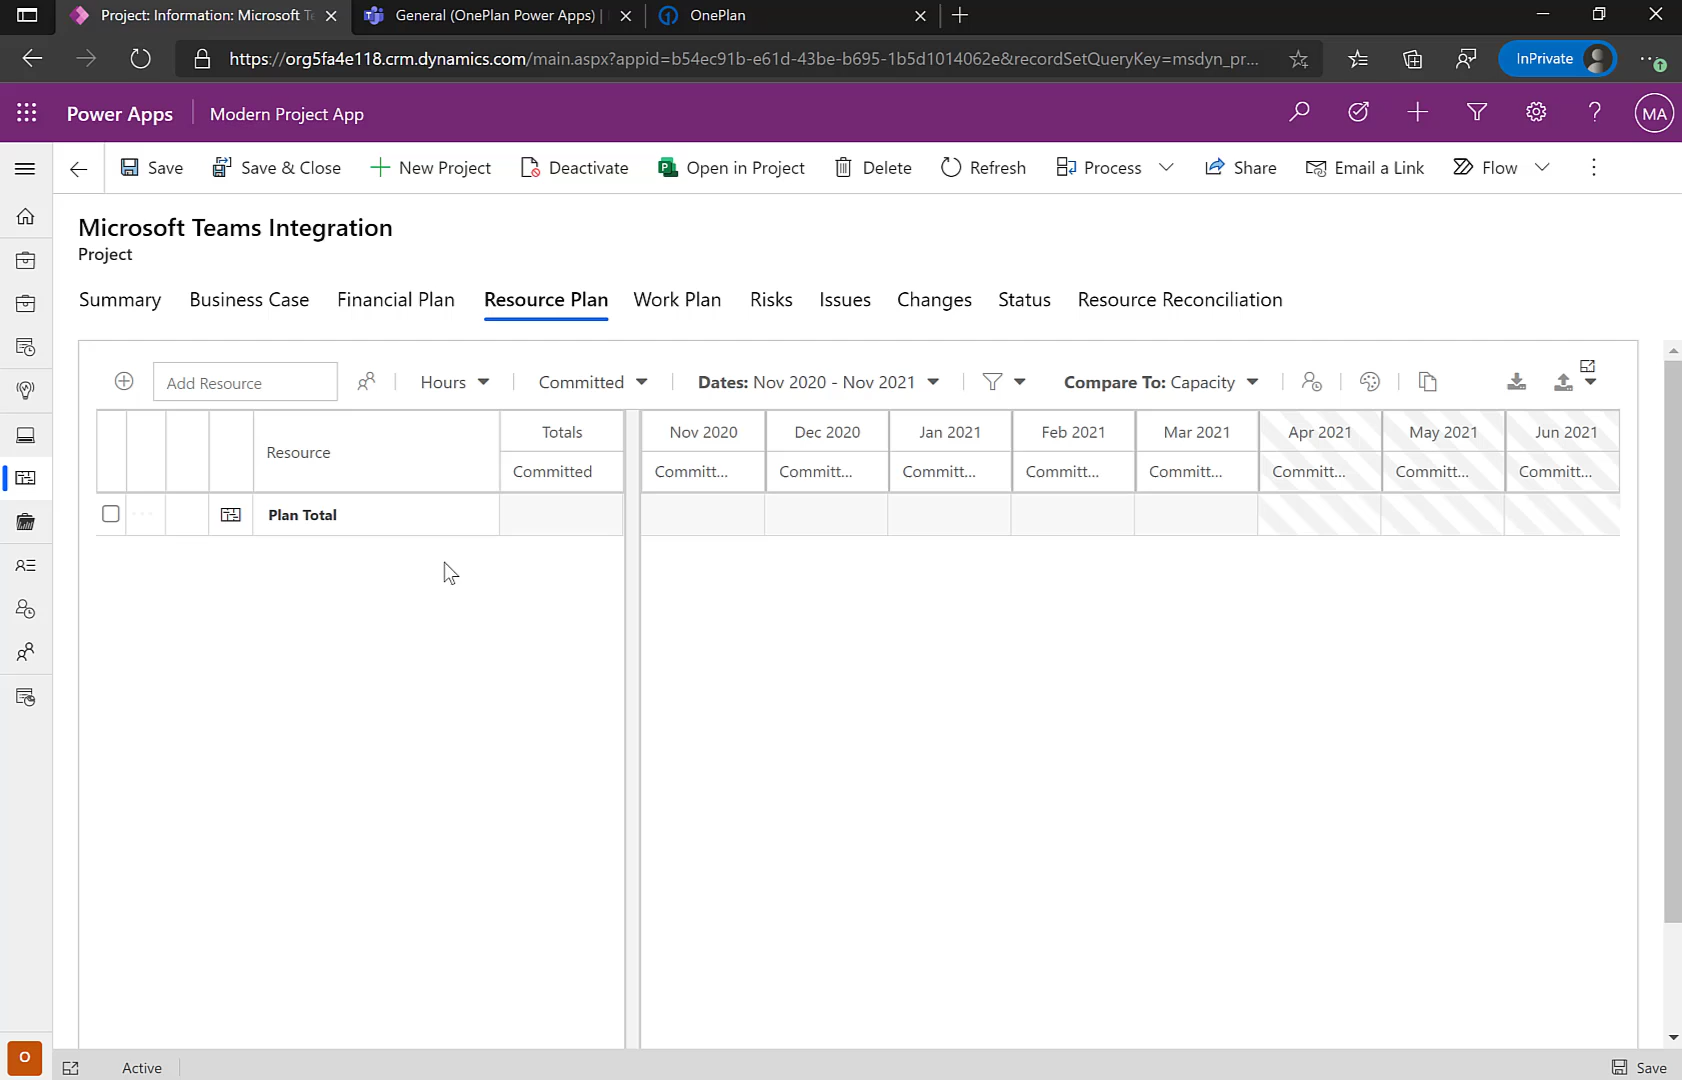 Project: Information: Microsoft Te
General (OnePlan Power Apps) |
OnePlan
https://org5fa4e118.crm.dynamics.com/main.aspx?appid=b54ec91b-e61d-43be-b695-1b5d1014062e&recordSetQueryKey=msdyn_pr...
InPrivate
Power Apps
Modern Project App
MA
Save
Save & Close
New Project
Deactivate
Open in Project
Delete
Refresh
Process
Share
Email a Link
Flow
Microsoft Teams Integration
Project
Summary
Business Case
Financial Plan
Resource Plan
Work Plan
Risks
Issues
Changes
Status
Resource Reconciliation
Add Resource
Hours
Committed
Dates: Nov 2020 - Nov 2021
Compare To: Capacity
Resource
Totals
Nov 2020
Dec 2020
Jan 2021
Feb 2021
Mar 2021
Apr 2021
May 2021
Jun 2021
Committed
Committ...
Committ...
Committ...
Committ...
Committ...
Committ...
Committ...
Committ...
Plan Total
O
Active
Save